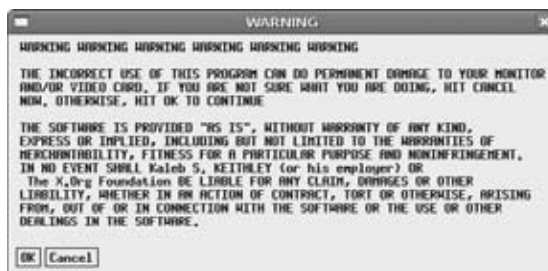 WARNING
WARNING WARNING WARNING WARNING WARNING WARNING
THE INCORRECT USE OF THIS PROGRAM CAN DO PERMANENT DAMAGE TO YOUR MONITOR
AND/OR VIDEO CARD. IF YOU ARE NOT SURE WHAT YOU ARE DOING, HIT CANCEL
NOW. OTHERWISE, HIT OK TO CONTINUE
THE SOFTWARE IS PROVIDED "AS IS", WITHOUT WARRANTY OF ANY KIND,
EXPRESS OR IMPLIED, INCLUDING BUT NOT LIMITED TO THE WARRANTIES OF
MERCHANTABILITY, FITNESS FOR A PARTICULAR PURPOSE AND NONINFRINGEMENT.
IN NO EVENT SHALL Kaleb S. KEITHLEY (or his employer) OR
The X.Org Foundation BE LIABLE FOR ANY CLAIM, DAMAGES OR OTHER
LIABILITY, WHETHER IN AN ACTION OF CONTRACT, TORT OR OTHERWISE, ARISING
FROM, OUT OF OR IN CONNECTION WITH THE SOFTWARE OR THE USE OR OTHER
DEALINGS IN THE SOFTWARE.
OK Cancel